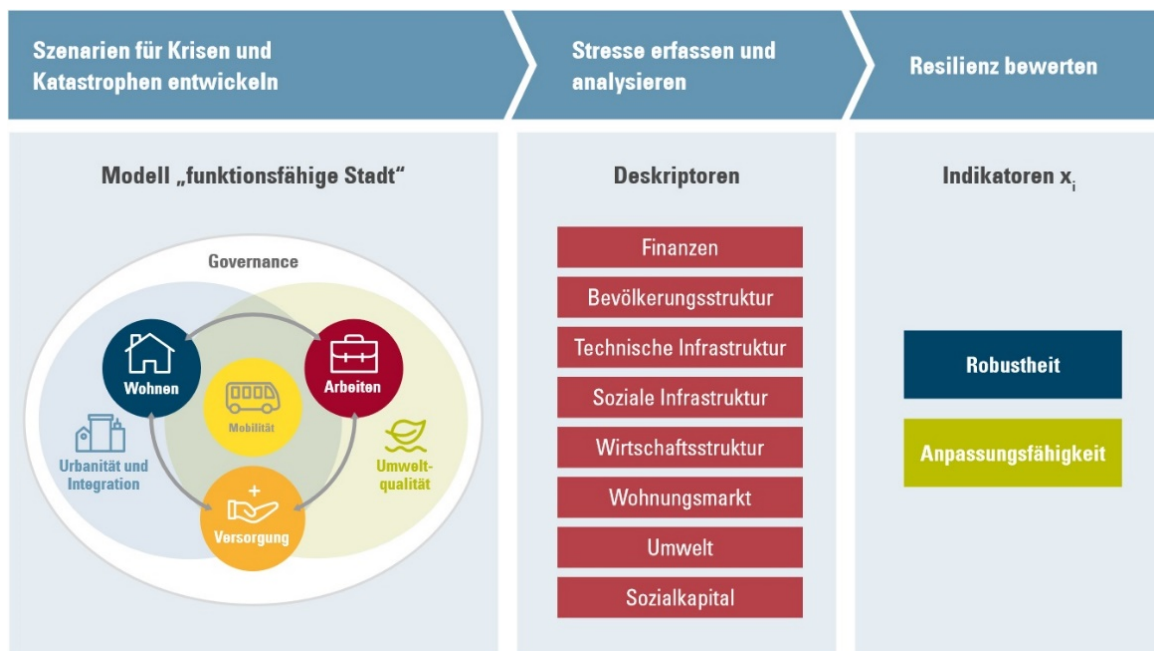 Szenarien für Krisen und
Katastrophen entwickeln
Stresse erfassen und
analysieren
Resilienz bewerten
Modell „funktionsfähige Stadt“
Governance
Wohnen
Arbeiten
Mobilität
Urbanität und
Integration
Umwelt-
qualität
Versorgung
Deskriptoren
Finanzen
Bevölkerungsstruktur
Technische Infrastruktur
Soziale Infrastruktur
Wirtschaftsstruktur
Wohnungsmarkt
Umwelt
Sozialkapital
Indikatoren xᵢ
Robustheit
Anpassungsfähigkeit